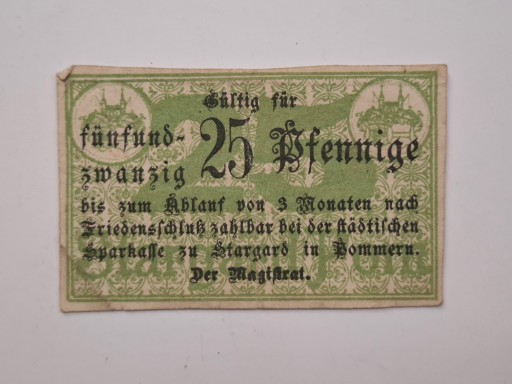 Gültig für
fünfund-
zwanzig
25 Pfennige
bis zum Ablauf von 3 Monaten nach
Friedensschluß zahlbar bei der städtischen
Sparkasse zu Stargard in Pommern.
Der Magistrat.